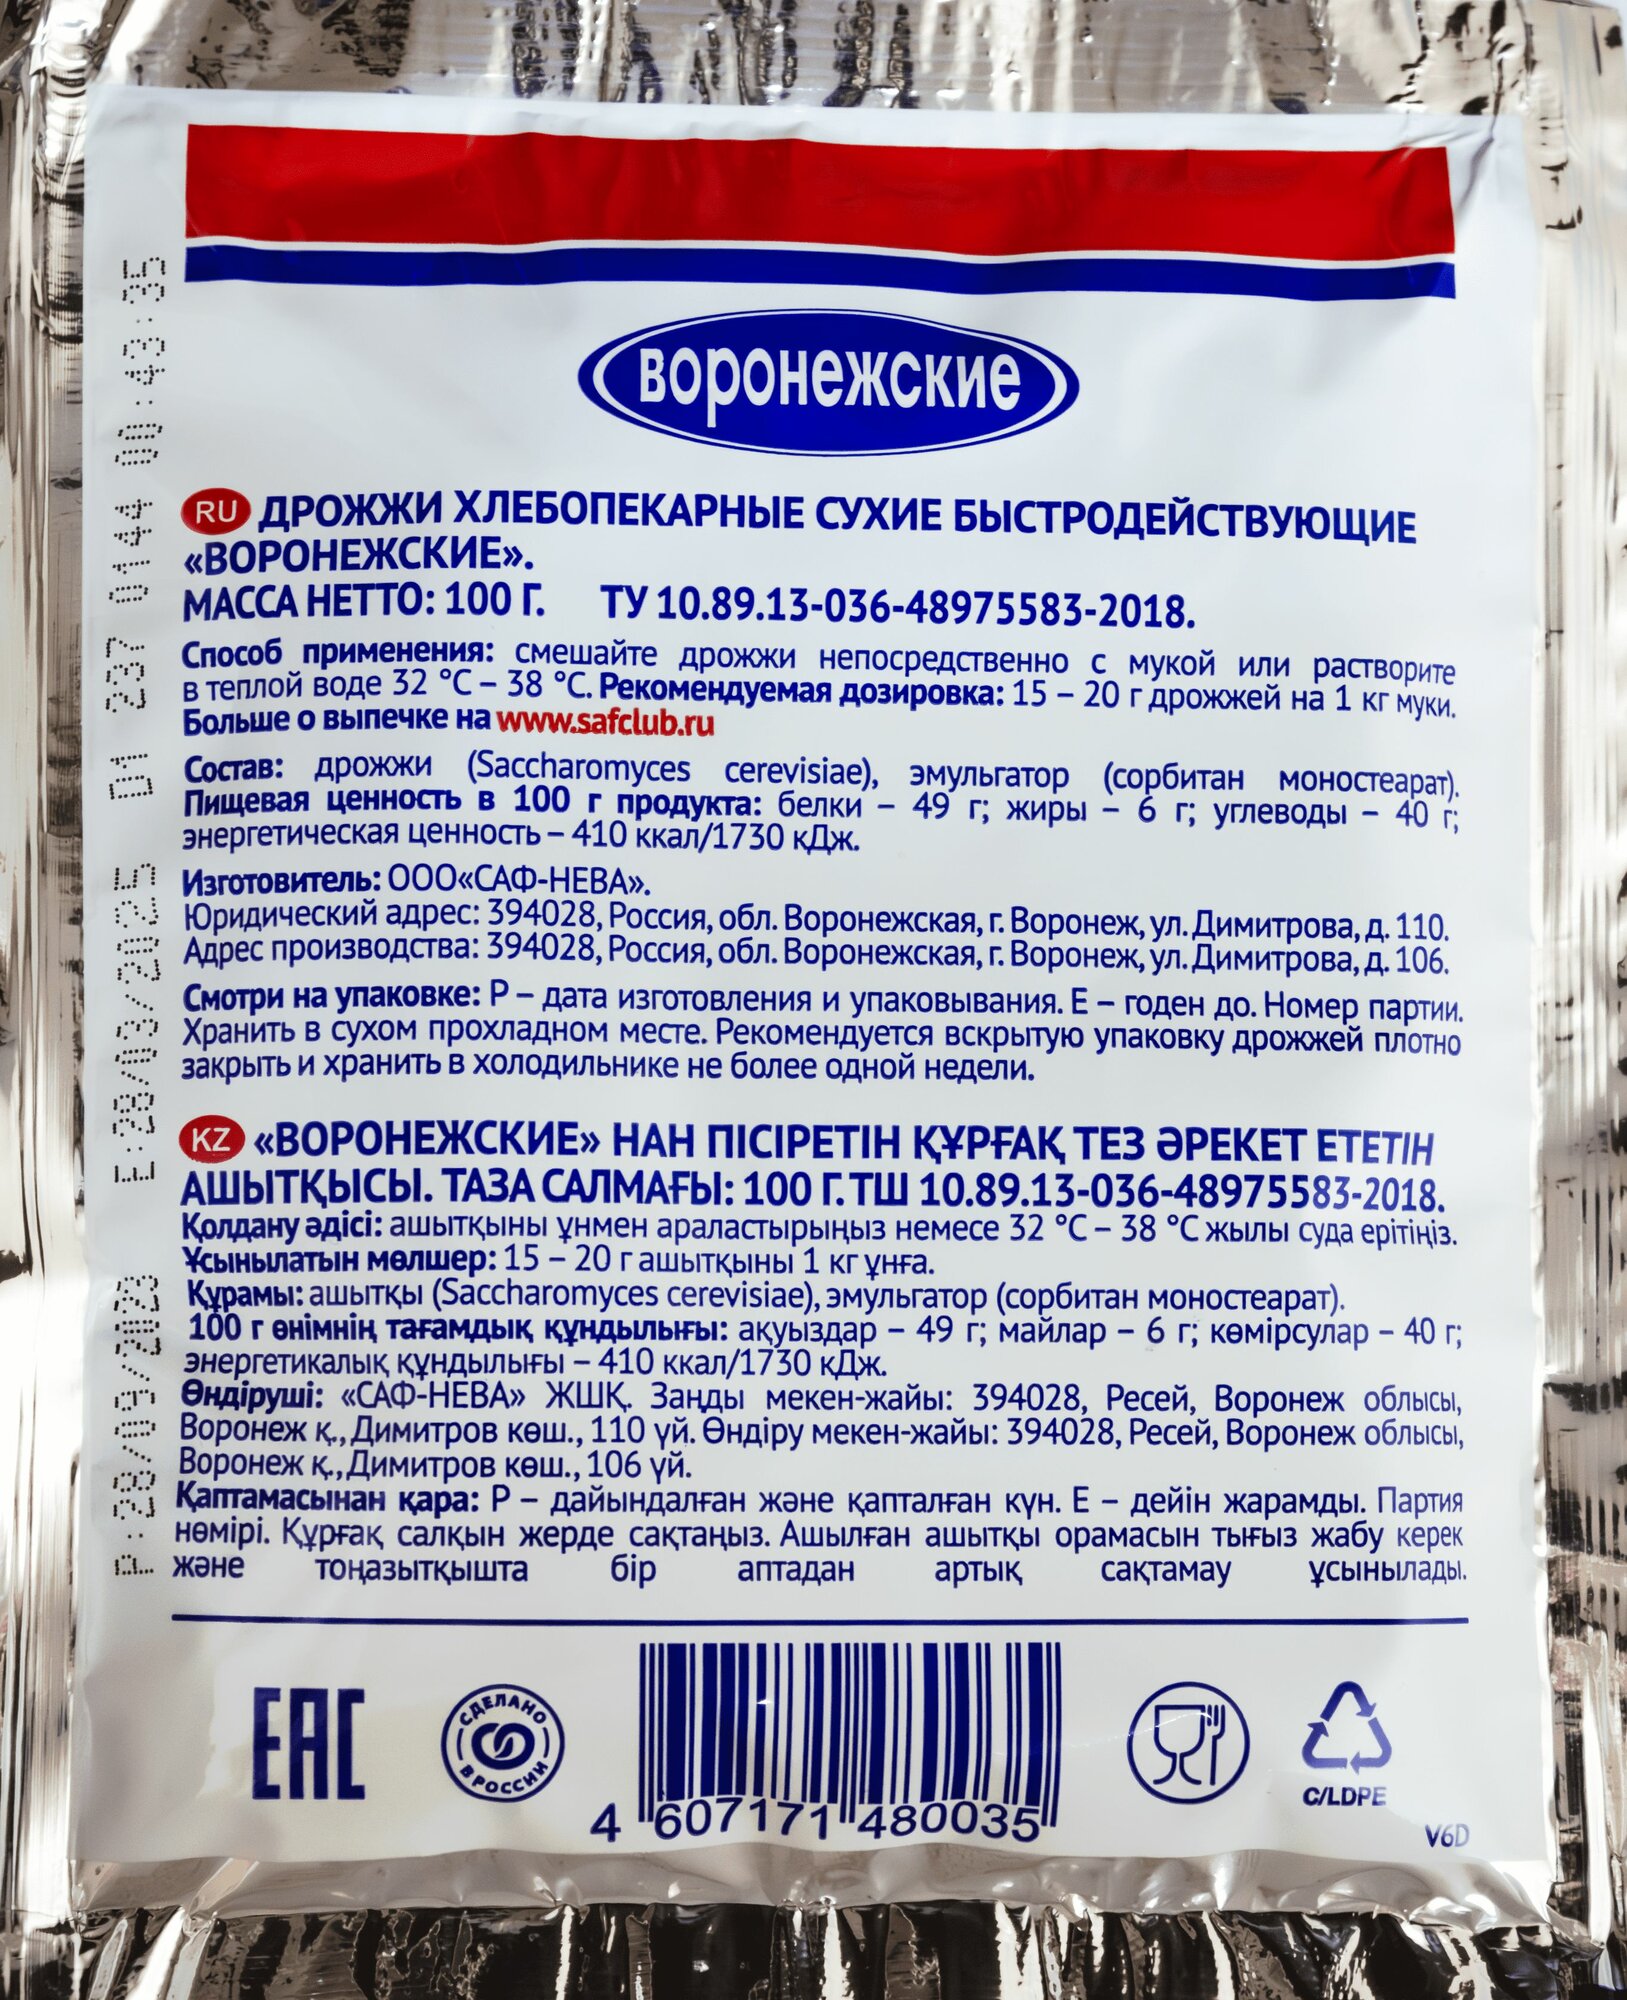 воронежские
RU ДРОЖЖИ ХЛЕБОПЕКАРНЫЕ СУХИЕ БЫСТРОДЕЙСТВУЮЩИЕ
«ВОРОНЕЖСКИЕ».
МАССА НЕТТО: 100 Г. ТУ 10.89.13-036-48975583-2018.
Способ применения: смешайте дрожжи непосредственно с мукой или растворите
в теплой воде 32 °C – 38 °C. Рекомендуемая дозировка: 15 – 20 г дрожжей на 1 кг муки.
Больше о выпечке на www.safclub.ru
Состав: дрожжи (Saccharomyces cerevisiae), эмульгатор (сорбитан моностеарат).
Пищевая ценность в 100 г продукта: белки – 49 г; жиры – 6 г; углеводы – 40 г;
энергетическая ценность – 410 ккал/1730 кДж.
Изготовитель: ООО«САФ-НЕВА».
Юридический адрес: 394028, Россия, обл. Воронежская, г. Воронеж, ул. Димитрова, д. 110.
Адрес производства: 394028, Россия, обл. Воронежская, г. Воронеж, ул. Димитрова, д. 106.
Смотри на упаковке: P – дата изготовления и упаковывания. E – годен до. Номер партии.
Хранить в сухом прохладном месте. Рекомендуется вскрытую упаковку дрожжей плотно
закрыть и хранить в холодильнике не более одной недели.
KZ «ВОРОНЕЖСКИЕ» НАН ПІСІРЕТІН ҚҰРҒАҚ ТЕЗ ӘРЕКЕТ ЕТЕТІН
АШЫТҚЫСЫ. ТАЗА САЛМАҒЫ: 100 Г. ТШ 10.89.13-036-48975583-2018.
Қолдану әдісі: ашытқыны ұнмен араластырыңыз немесе 32 °C – 38 °C жылы суда ерітіңіз.
Ұсынылатын мөлшер: 15 – 20 г ашытқыны 1 кг ұнға.
Құрамы: ашытқы (Saccharomyces cerevisiae), эмульгатор (сорбитан моностеарат).
100 г өнімнің тағамдық құндылығы: ақуыздар – 49 г; майлар – 6 г; көмірсулар – 40 г;
энергетикалық құндылығы – 410 ккал/1730 кДж.
Өндіруші: «САФ-НЕВА» ЖШҚ. Заңды мекен-жайы: 394028, Ресей, Воронеж облысы,
Воронеж қ., Димитров көш., 110 үй. Өндіру мекен-жайы: 394028, Ресей, Воронеж облысы,
Воронеж қ., Димитров көш., 106 үй.
Қаптамасынан қара: P – дайындалған және қапталған күн. E – дейін жарамды. Партия
нөмірі. Құрғақ салқын жерде сақтаңыз. Ашылған ашытқы орамасын тығыз жабу керек
және тоңазытқышта бір аптадан артық сақтамау ұсынылады.
P:28/03/2023 E:28/03/2025 D1 237 0144 00:43:35
EAC
СДЕЛАНО В РОССИИ
4 607171 480035
C/LDPE
V6D